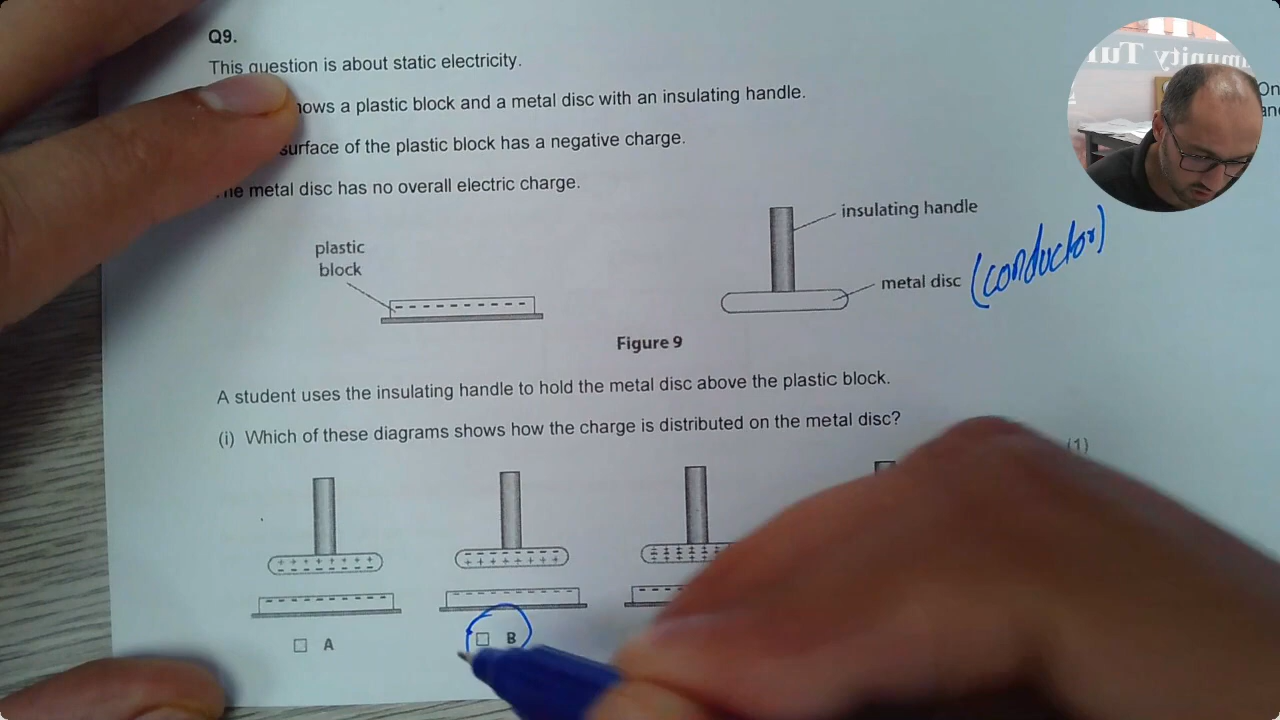 Q9.
This question is about static electricity.
hows a plastic block and a metal disc with an insulating handle.
surface of the plastic block has a negative charge.
The metal disc has no overall electric charge.
insulating handle
plastic
block
metal disc (conductor)
Figure 9
A student uses the insulating handle to hold the metal disc above the plastic block.
(i) Which of these diagrams shows how the charge is distributed on the metal disc?
(1)
A
B